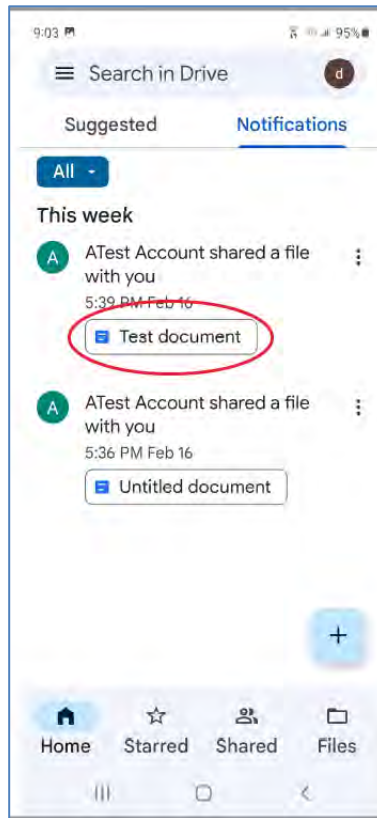 9:03 95%
Search in Drive d
Suggested Notifications
All
This week
A ATest Account shared a file
with you
5:39 PM Feb 16
Test document
A ATest Account shared a file
with you
5:36 PM Feb 16
Untitled document
+
Home Starred Shared Files